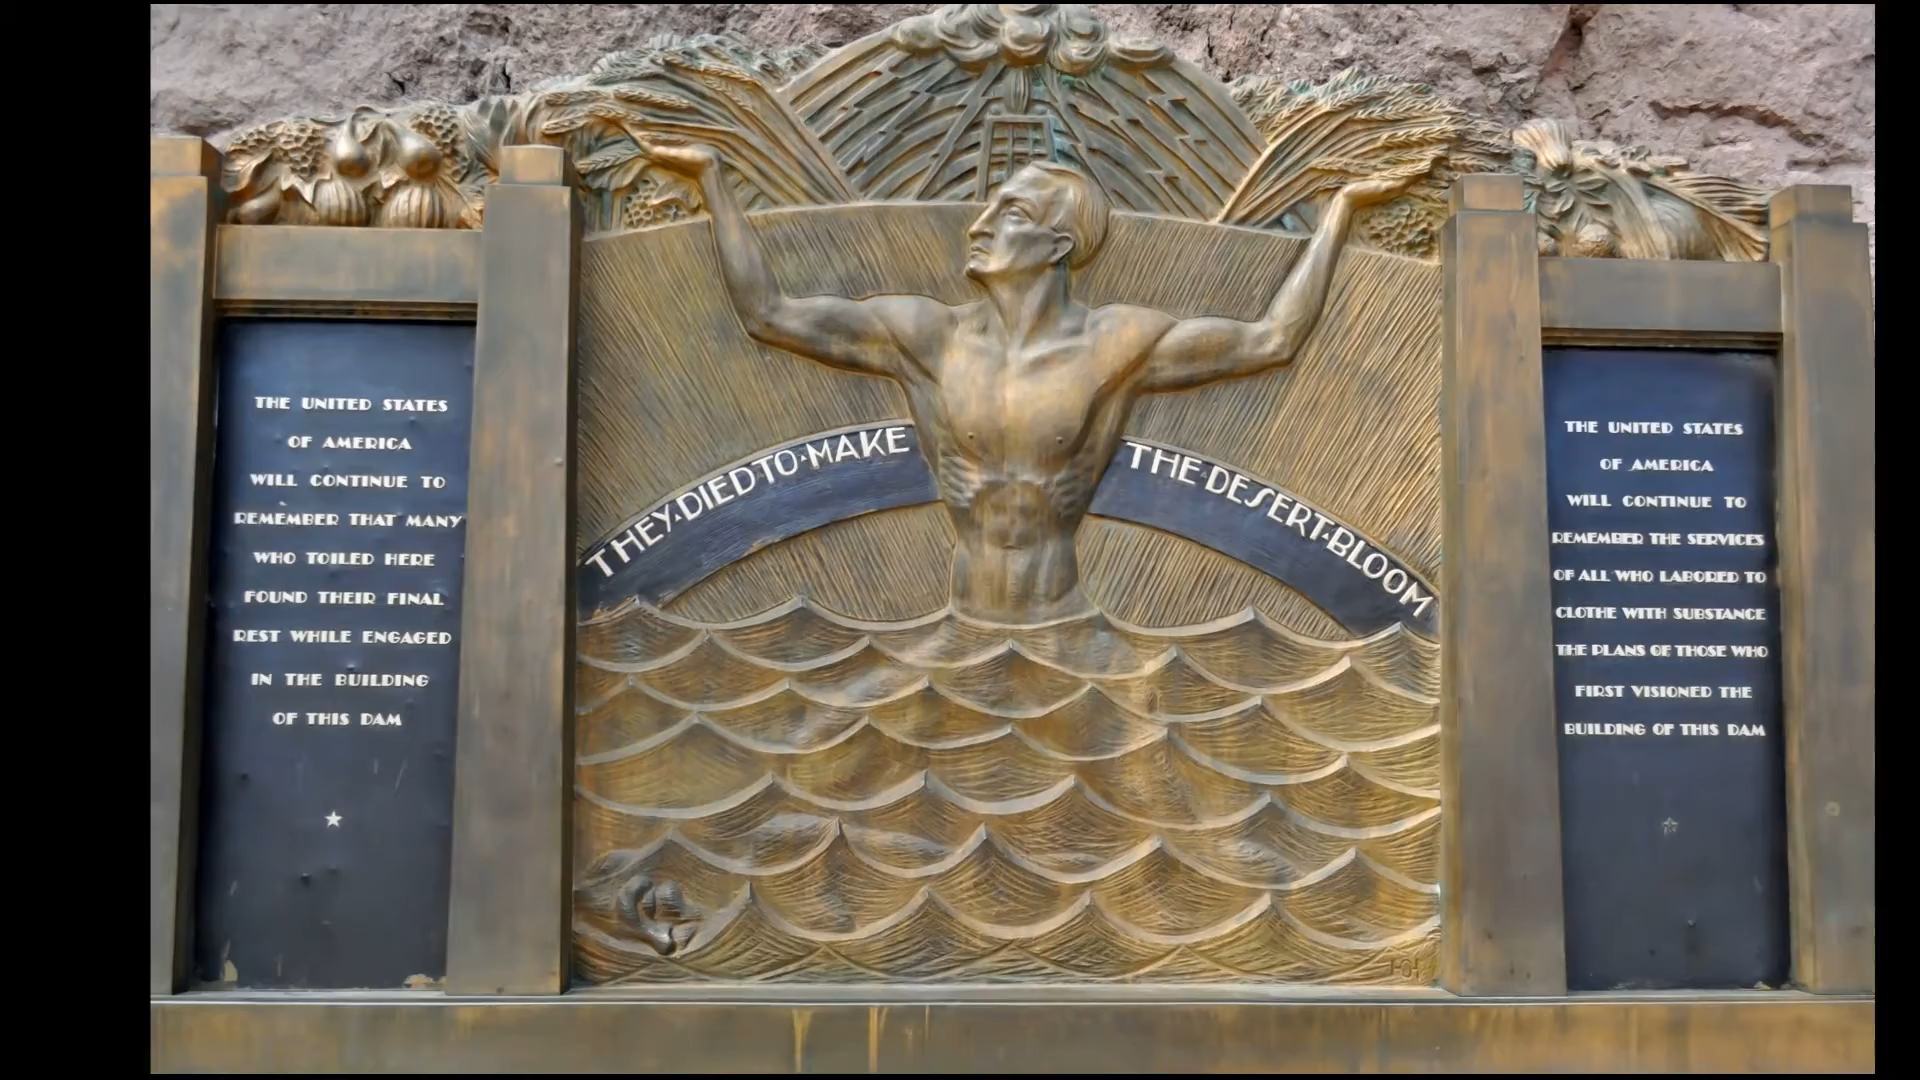 THE UNITED STATES
OF AMERICA
WILL CONTINUE TO
REMEMBER THAT MANY
WHO TOILED HERE
FOUND THEIR FINAL
REST WHILE ENGAGED
IN THE BUILDING
OF THIS DAM
THEY·DIED·TO·MAKE THE·DESERT·BLOOM
THE UNITED STATES
OF AMERICA
WILL CONTINUE TO
REMEMBER THE SERVICES
OF ALL WHO LABORED TO
CLOTHE WITH SUBSTANCE
THE PLANS OF THOSE WHO
FIRST VISIONED THE
BUILDING OF THIS DAM